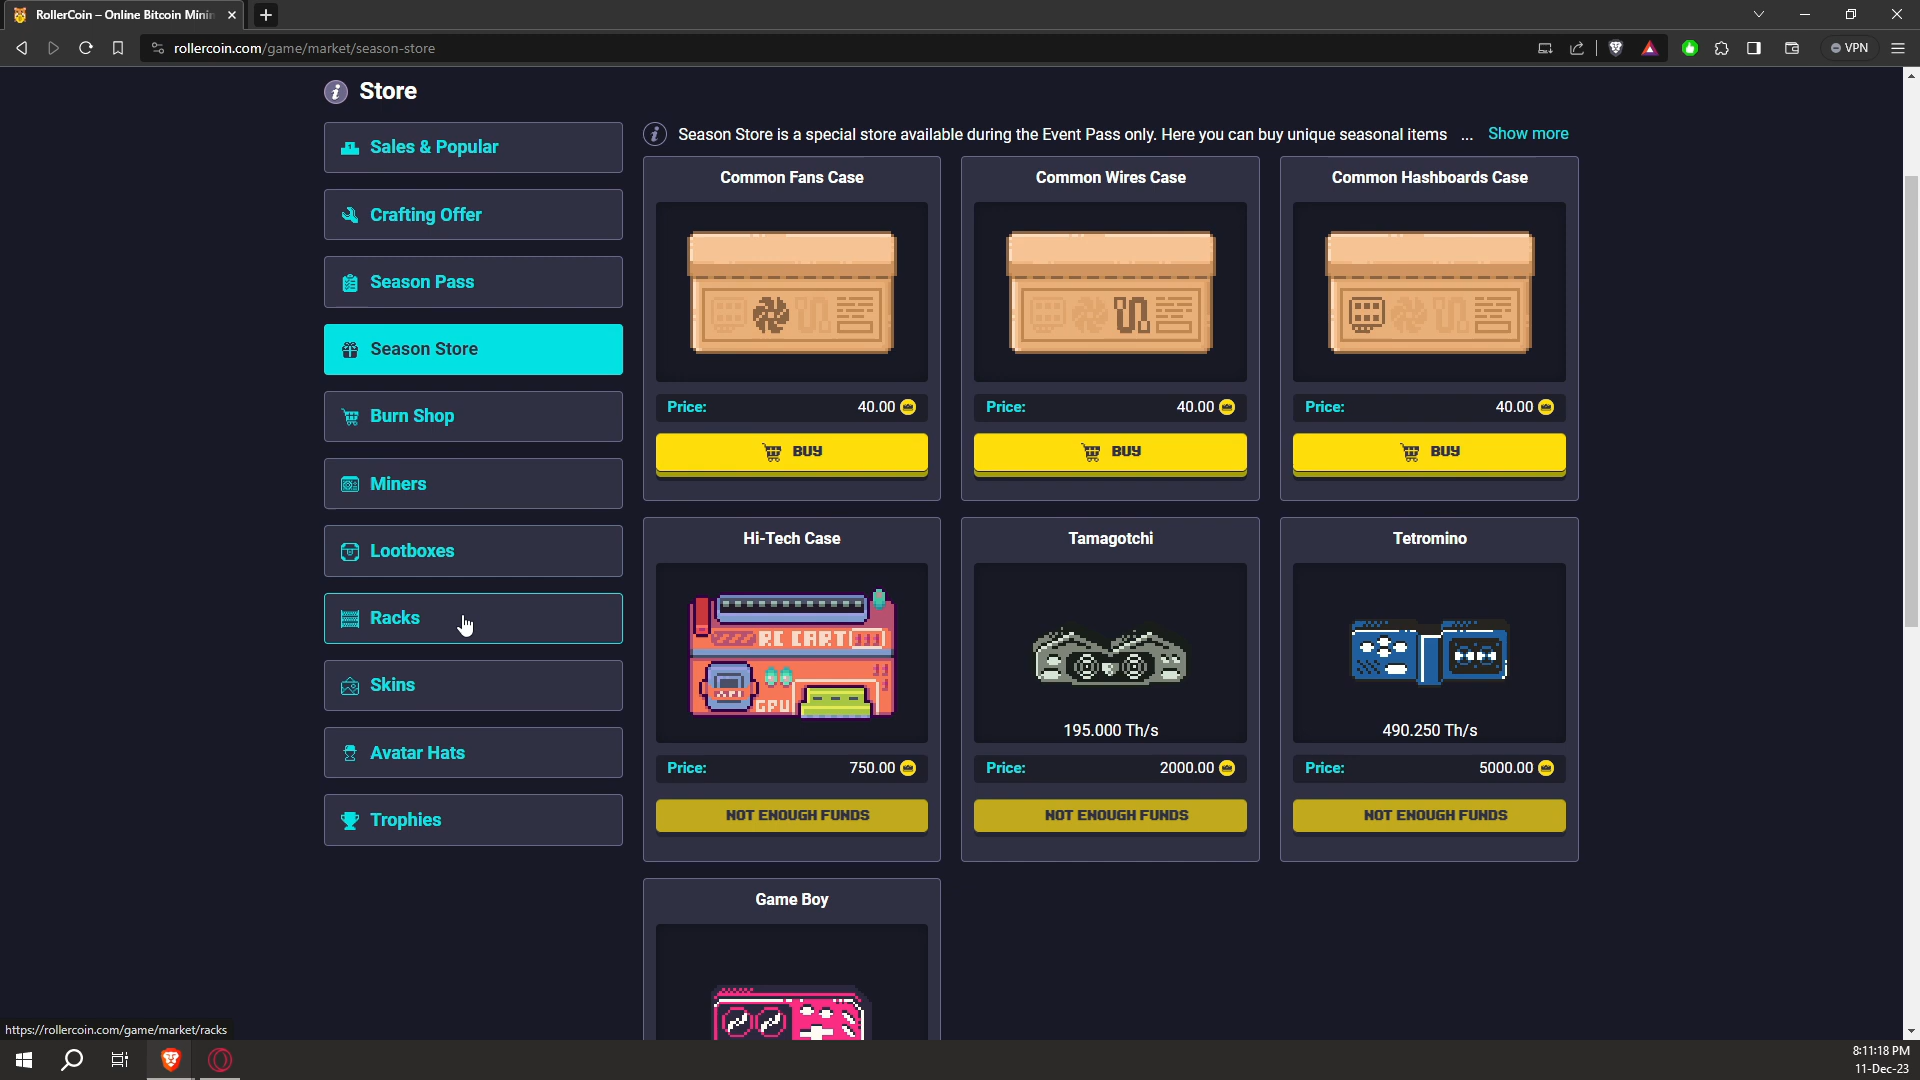 RollerCoin – Online Bitcoin Minin
rollercoin.com/game/market/season-store
VPN
Store
Sales & Popular
Crafting Offer
Season Pass
Season Store
Burn Shop
Miners
Lootboxes
Racks
Skins
Avatar Hats
Trophies
Season Store is a special store available during the Event Pass only. Here you can buy unique seasonal items ... Show more
Common Fans Case
Price: 40.00
BUY
Common Wires Case
Price: 40.00
BUY
Common Hashboards Case
Price: 40.00
BUY
Hi-Tech Case
RC CART
GPU
Price: 750.00
NOT ENOUGH FUNDS
Tamagotchi
195.000 Th/s
Price: 2000.00
NOT ENOUGH FUNDS
Tetromino
490.250 Th/s
Price: 5000.00
NOT ENOUGH FUNDS
Game Boy
https://rollercoin.com/game/market/racks
8:11:18 PM
11-Dec-23